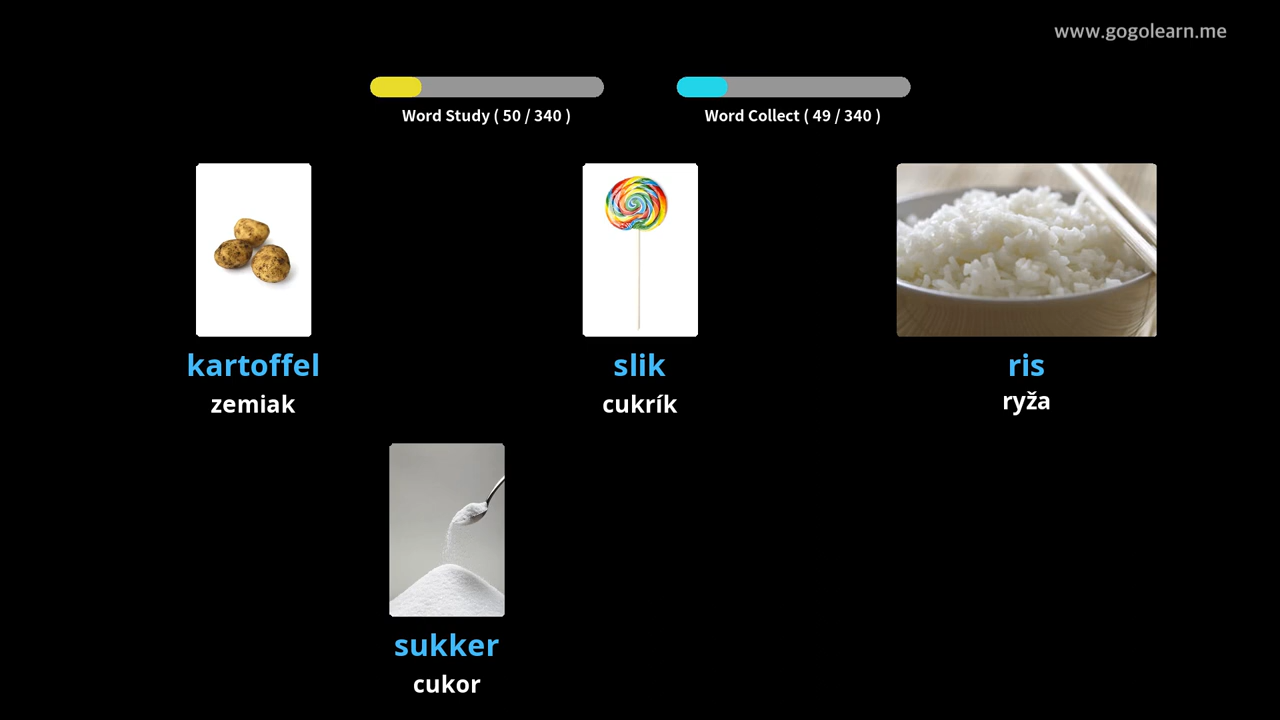 www.gogolearn.me
Word Study ( 50 / 340 )
Word Collect ( 49 / 340 )
kartoffel
zemiak
slik
cukrík
ris
ryža
sukker
cukor